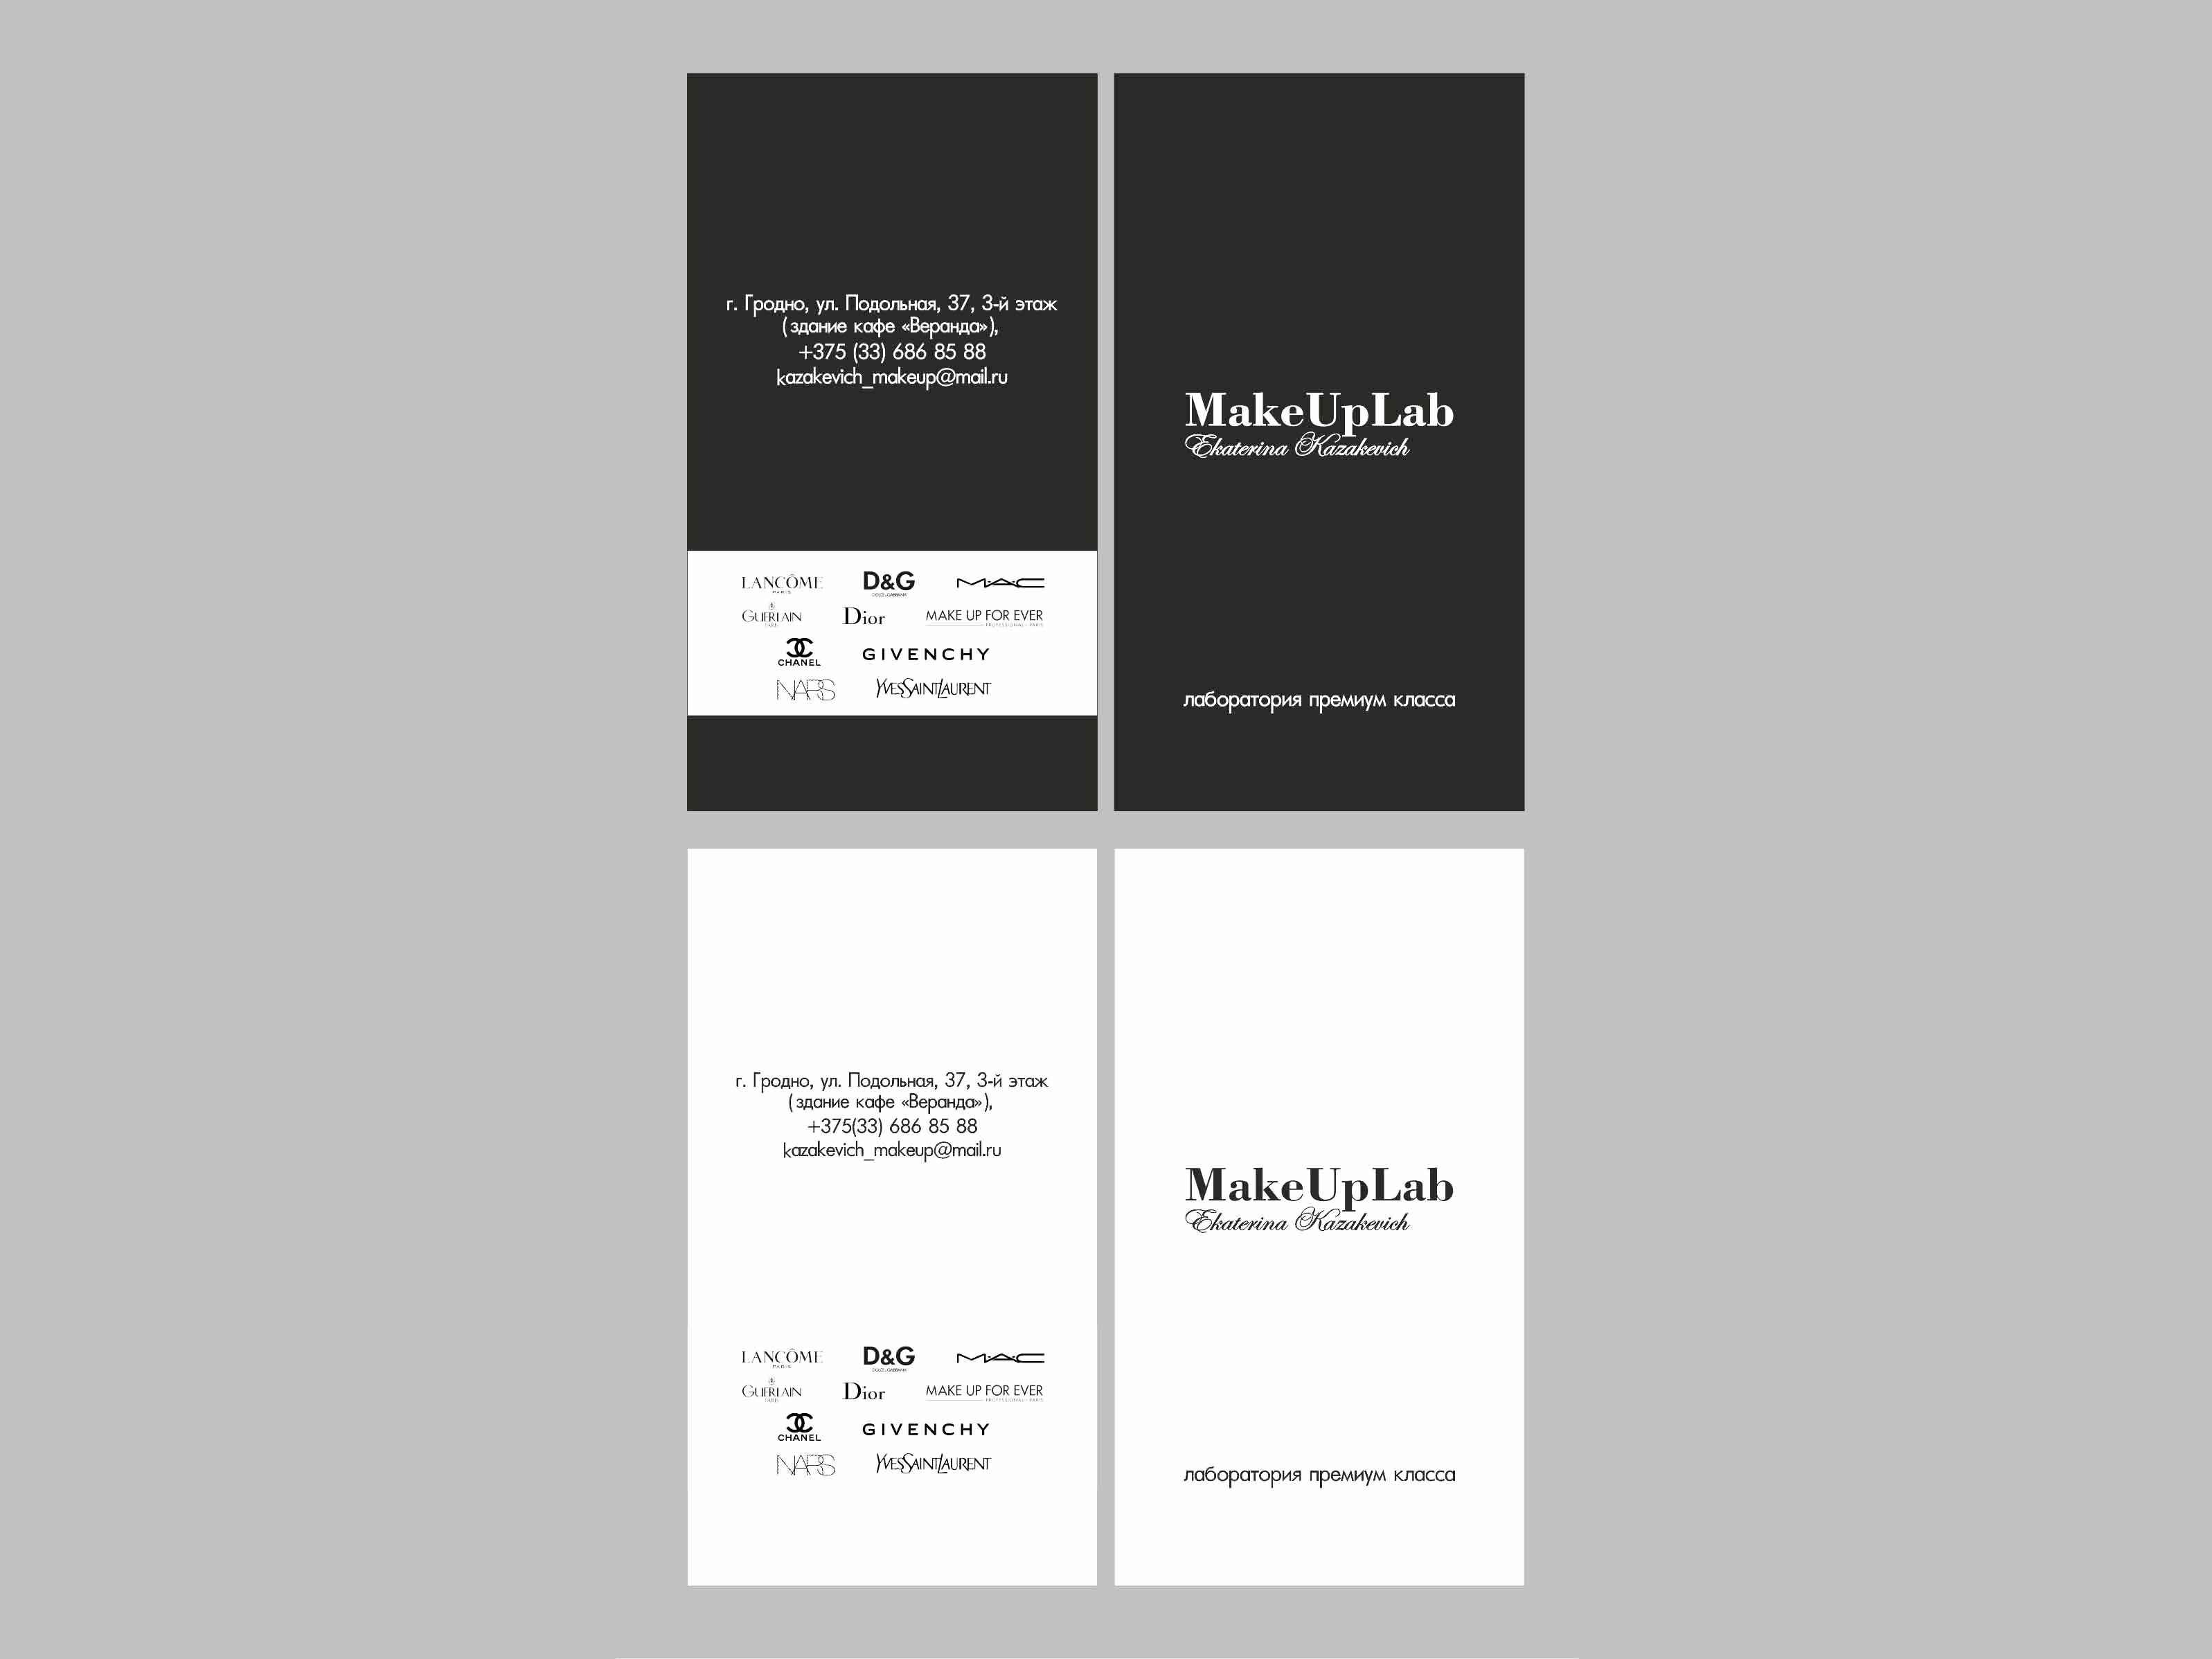 г. Гродно, ул. Подольная, 37, 3-й этаж
(здание кафе «Веранда»),
+375 (33) 686 85 88
kazakevich_makeup@mail.ru
LANCÔME
PARIS
D&G
DOLCE & GABBANA
MAC
GUERLAIN
PARIS
Dior
MAKE UP FOR EVER
PROFESSIONAL - PARIS
CHANEL
GIVENCHY
NARS
YVESSAINTLAURENT
MakeUpLab
Ekaterina Kazakevich
лаборатория премиум класса
г. Гродно, ул. Подольная, 37, 3-й этаж
(здание кафе «Веранда»),
+375(33) 686 85 88
kazakevich_makeup@mail.ru
LANCÔME
PARIS
D&G
DOLCE & GABBANA
MAC
GUERLAIN
PARIS
Dior
MAKE UP FOR EVER
PROFESSIONAL - PARIS
CHANEL
GIVENCHY
NARS
YVESSAINTLAURENT
MakeUpLab
Ekaterina Kazakevich
лаборатория премиум класса